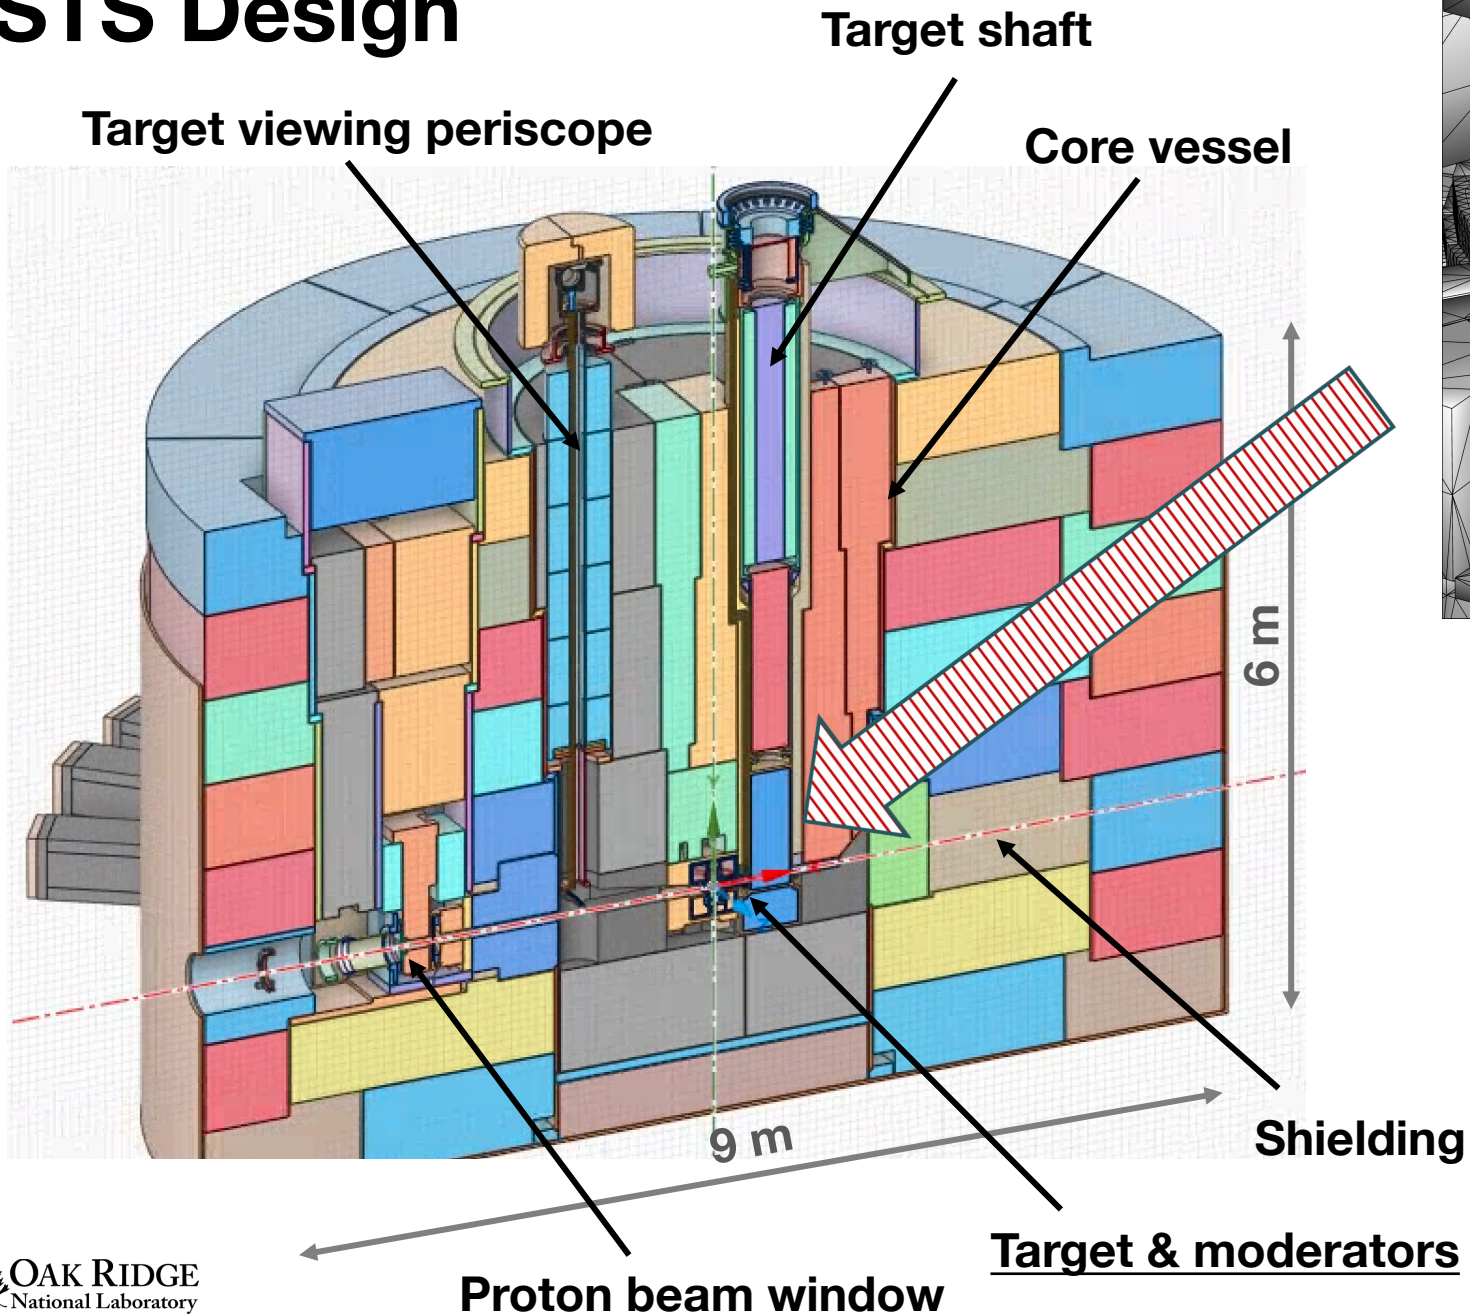 STS Design
Target shaft
Target viewing periscope
Core vessel
6 m
9 m
Shielding
Target & moderators
Proton beam window
OAK RIDGE
National Laboratory